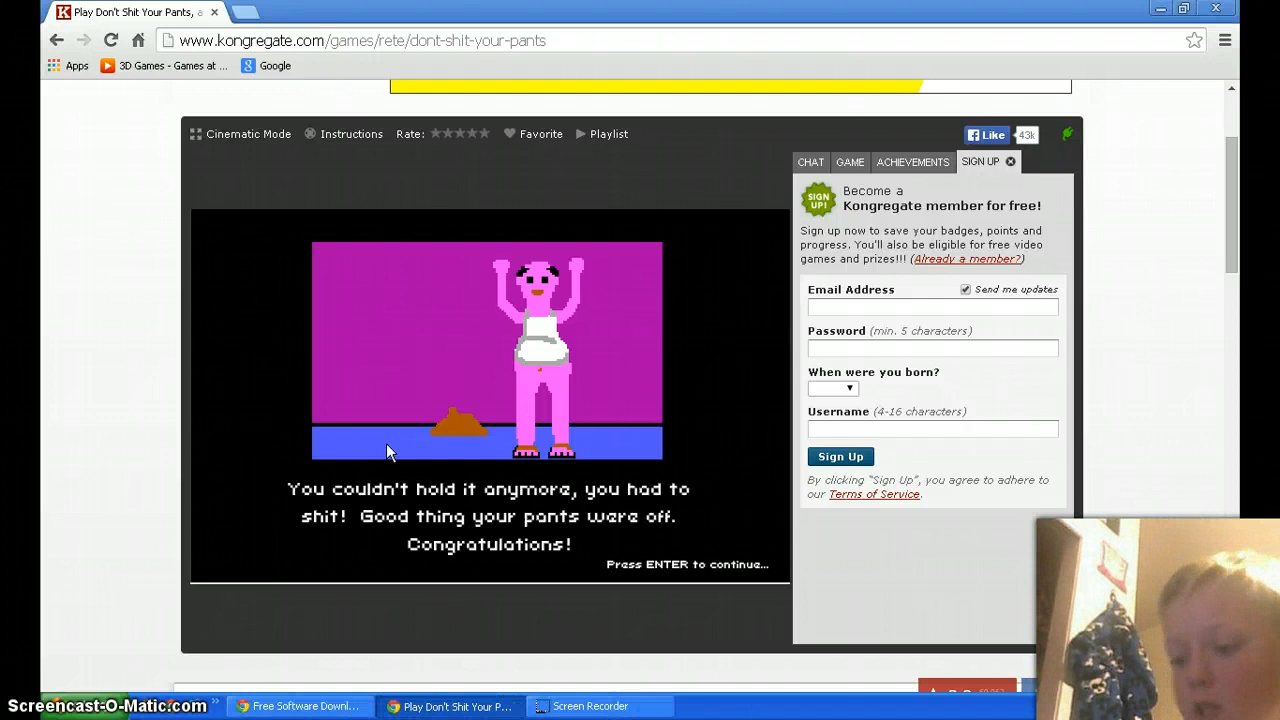 Play Don't Shit Your Pants, a
www.kongregate.com/games/rete/dont-shit-your-pants
Apps
3D Games - Games at ...
Google
Cinematic Mode
Instructions
Rate:
Favorite
Playlist
Like
43k
CHAT
GAME
ACHIEVEMENTS
SIGN UP
SIGN UP!
Become a
Kongregate member for free!
Sign up now to save your badges, points and
progress. You'll also be eligible for free video
games and prizes!!! (Already a member?)
Email Address
Send me updates
Password (min. 5 characters)
When were you born?
Username (4-16 characters)
Sign Up
By clicking "Sign Up", you agree to adhere to
our Terms of Service.
You couldn't hold it anymore, you had to
shit! Good thing your pants were off.
Congratulations!
Press ENTER to continue...
Screencast-O-Matic.com
Free Software Downl...
Play Don't Shit Your P...
Screen Recorder